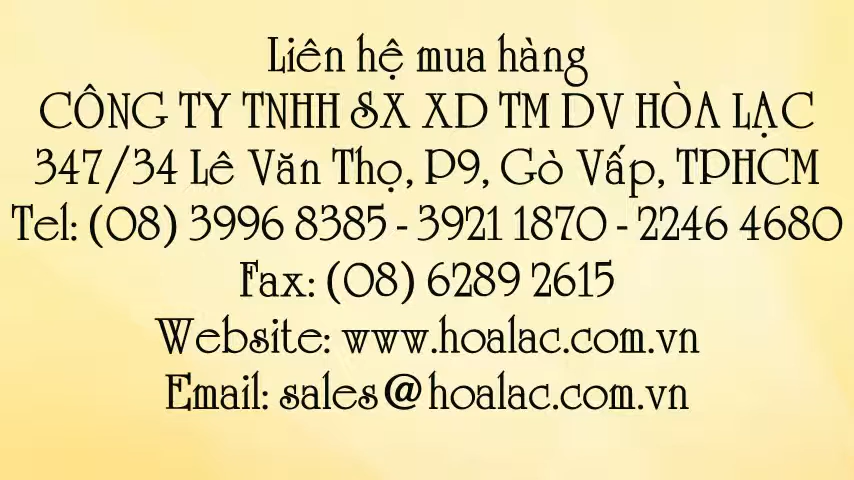 Liên hệ mua hàng
CÔNG TY TNHH SX XD TM DV HÒA LẠC
347/34 Lê Văn Thọ, P9, Gò Vấp, TPHCM
Tel: (08) 3996 8385 - 3921 1870 - 2246 4680
Fax: (08) 6289 2615
Website: www.hoalac.com.vn
Email: sales@hoalac.com.vn